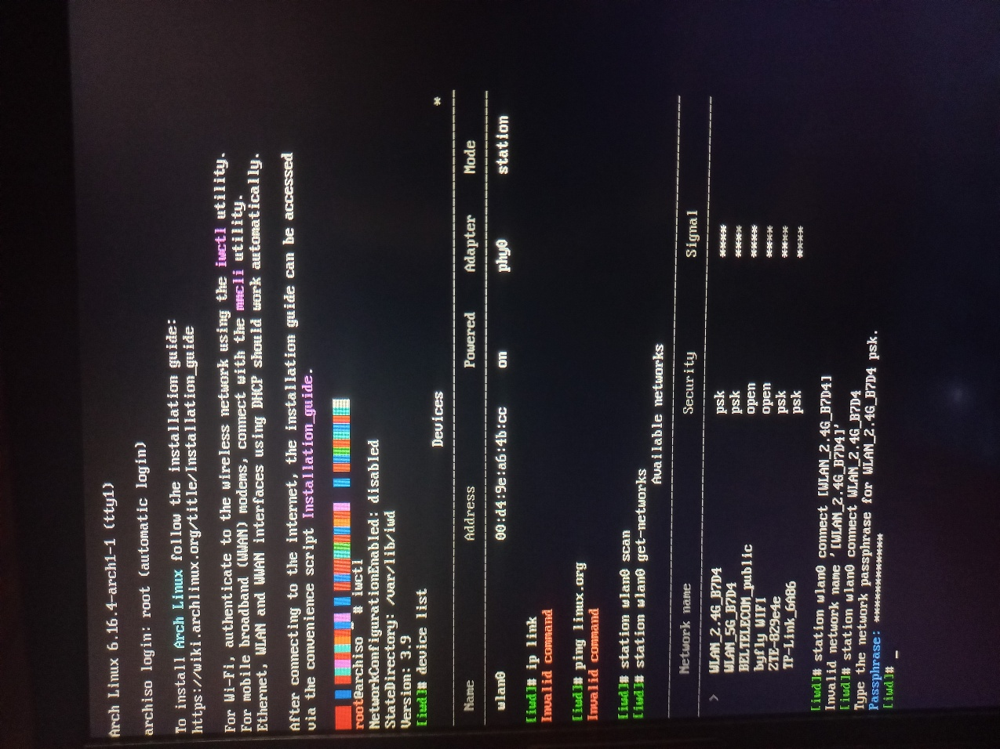 Arch Linux 6.16.4-arch1-1 (tty1)
archiso login: root (automatic login)
To install Arch Linux follow the installation guide:
https://wiki.archlinux.org/title/Installation_guide
For Wi-Fi, authenticate to the wireless network using the iwctl utility.
For mobile broadband (WWAN) modems, connect with the mmcli utility.
Ethernet, WLAN and WWAN interfaces using DHCP should work automatically.
After connecting to the internet, the installation guide can be accessed
via the convenience script Installation_guide.
root@archiso ~ # iwctl
NetworkConfigurationEnabled: disabled
StateDirectory: /var/lib/iwd
Version: 3.9
[iwd]# device list
Devices *
Name Address Powered Adapter Mode
wlan0 00:d4:9e:a6:4b:cc on phy0 station
[iwd]# ip link
Invalid command
[iwd]# ping linux.org
Invalid command
[iwd]# station wlan0 scan
[iwd]# station wlan0 get-networks
Available networks
Network name Security Signal
> WLAN_2.4G_B7D4 psk ****
WLAN_5G_B7D4 psk ****
BELTELECOM_public open ****
byfly WIFI open ****
ZTE-829e4e psk ****
TP-Link_6A86 psk ****
[iwd]# station wlan0 connect [WLAN_2.4G_B7D4]
Invalid network name '[WLAN_2.4G_B7D4]'
[iwd]# station wlan0 connect WLAN_2.4G_B7D4
Type the network passphrase for WLAN_2.4G_B7D4 psk.
Passphrase: ****************
[iwd]# _